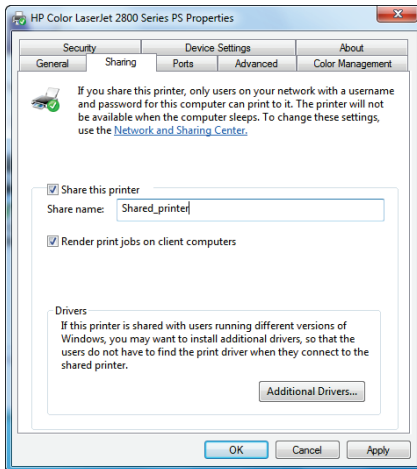 HP Color LaserJet 2800 Series PS Properties
Security Device Settings About
General Sharing Ports Advanced Color Management
If you share this printer, only users on your network with a username
and password for this computer can print to it. The printer will not
be available when the computer sleeps. To change these settings,
use the Network and Sharing Center.
Share this printer
Share name: Shared_printer
Render print jobs on client computers
Drivers
If this printer is shared with users running different versions of
Windows, you may want to install additional drivers, so that the
users do not have to find the print driver when they connect to the
shared printer.
Additional Drivers...
OK Cancel Apply